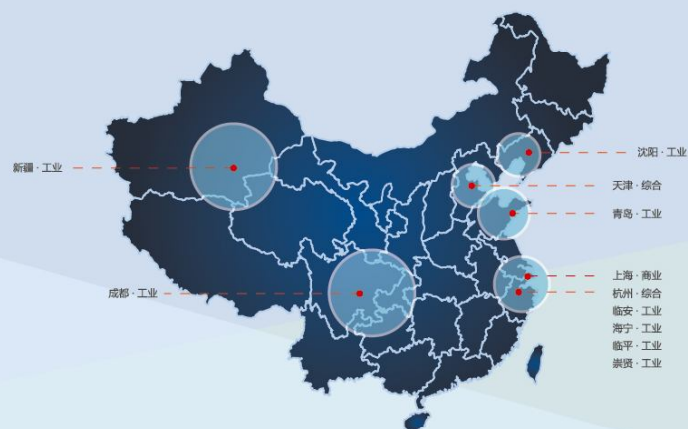 沈阳 · 工业
新疆 · 工业
天津 · 综合
青岛 · 工业
上海 · 商业
成都 · 工业
杭州 · 综合
临安 · 工业
海宁 · 工业
临平 · 工业
崇贤 · 工业